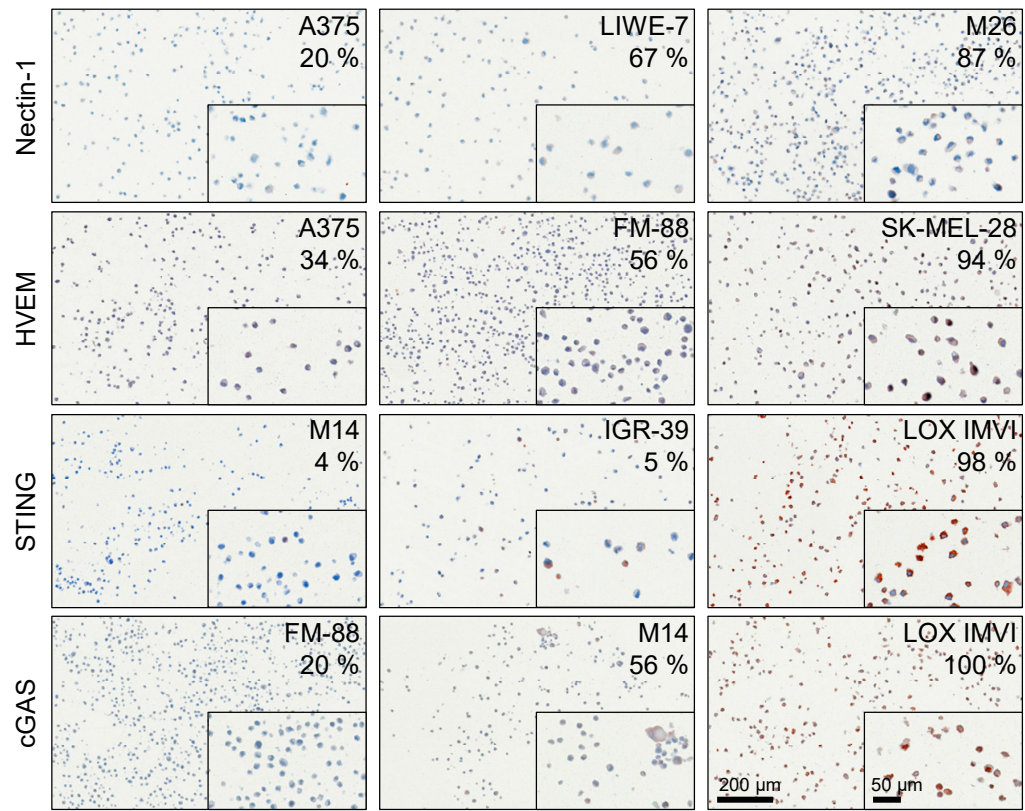 Nectin-1
A375
20 %
LIWE-7
67 %
M26
87 %
HVEM
A375
34 %
FM-88
56 %
SK-MEL-28
94 %
STING
M14
4 %
IGR-39
5 %
LOX IMVI
98 %
cGAS
FM-88
20 %
M14
56 %
LOX IMVI
100 %
200 µm
50 µm